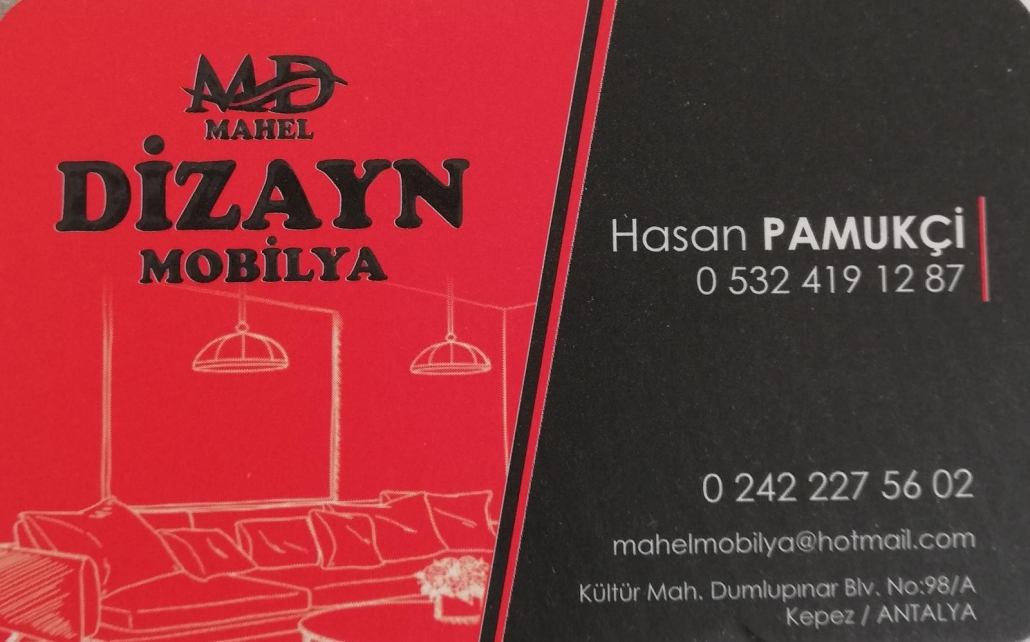 MD
MAHEL
DİZAYN
MOBİLYA
Hasan PAMUKÇİ
0 532 419 12 87
0 242 227 56 02
mahelmobilya@hotmail.com
Kültür Mah. Dumlupınar Blv. No:98/A
Kepez / ANTALYA